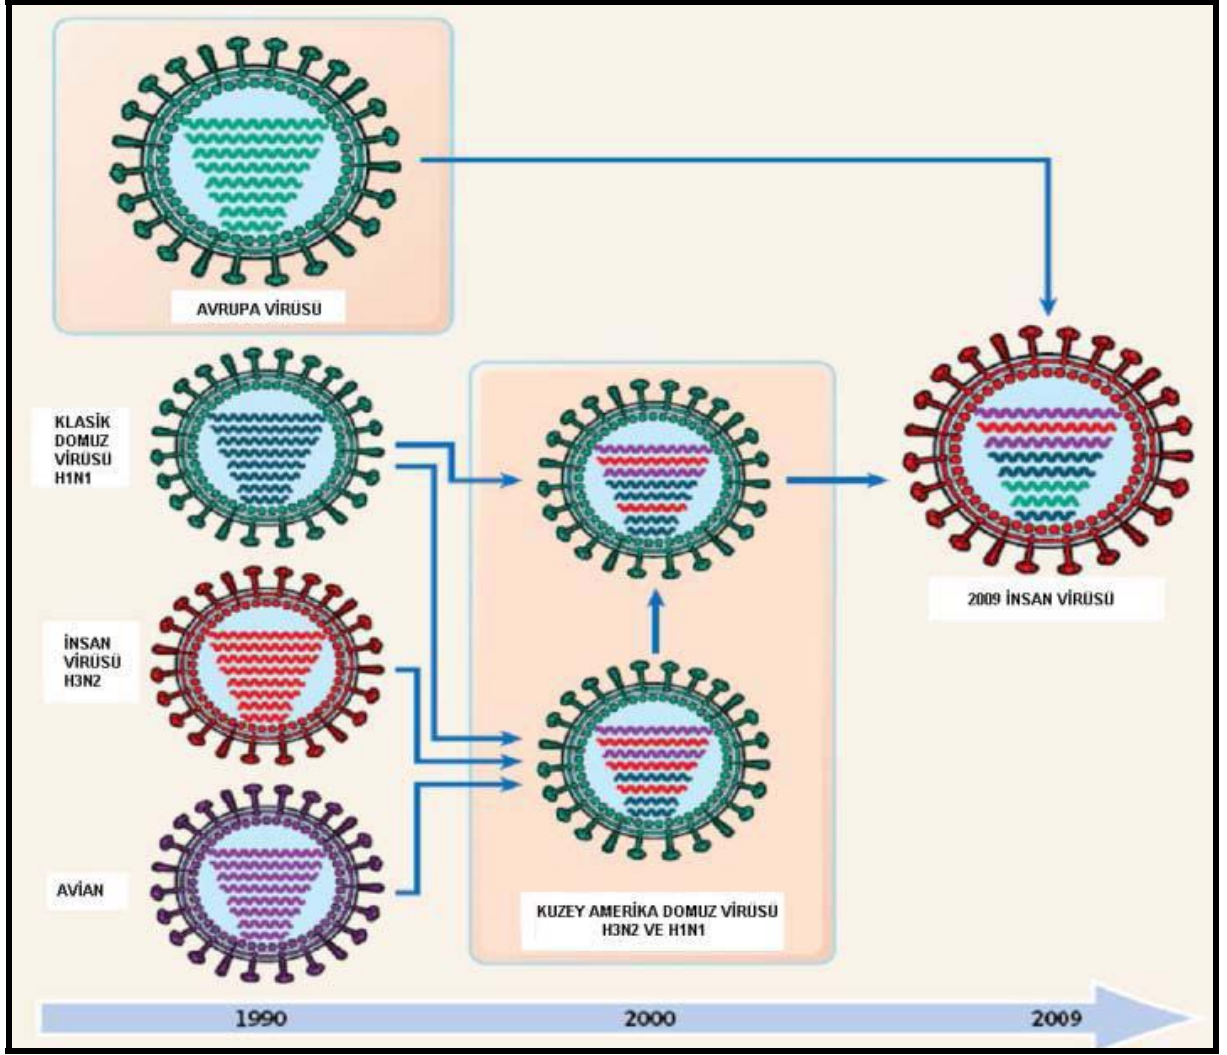 AVRUPA VİRÜSÜ
KLASİK
DOMUZ
VİRÜSÜ
H1N1
İNSAN
VİRÜSÜ
H3N2
AVİAN
KUZEY AMERİKA DOMUZ VİRÜSÜ
H3N2 VE H1N1
2009 İNSAN VİRÜSÜ
1990
2000
2009